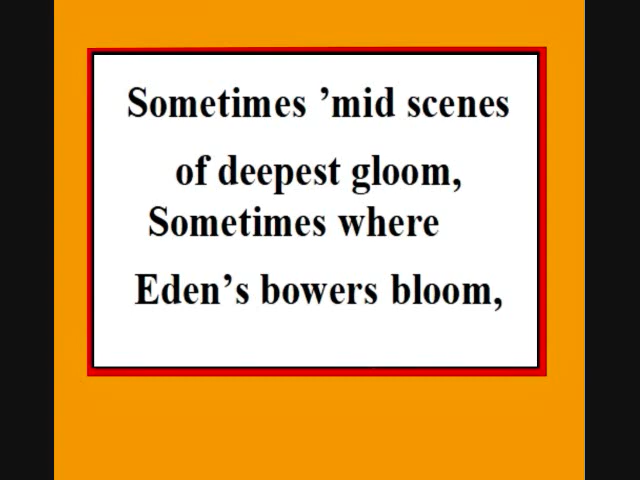 Sometimes ’mid scenes
of deepest gloom,
Sometimes where
Eden’s bowers bloom,